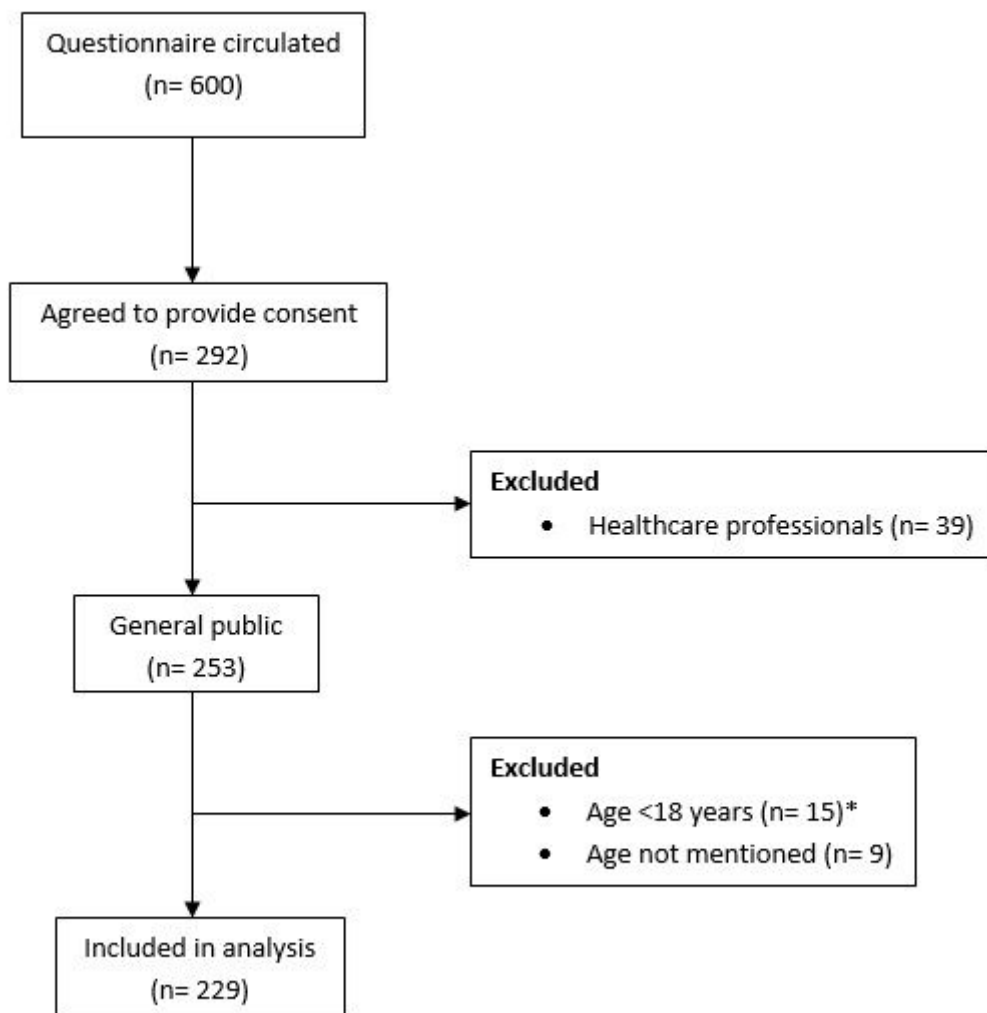 Questionnaire circulated
(n= 600)
Agreed to provide consent
(n= 292)
Excluded
• Healthcare professionals (n= 39)
General public
(n= 253)
Excluded
• Age <18 years (n= 15)*
• Age not mentioned (n= 9)
Included in analysis
(n= 229)